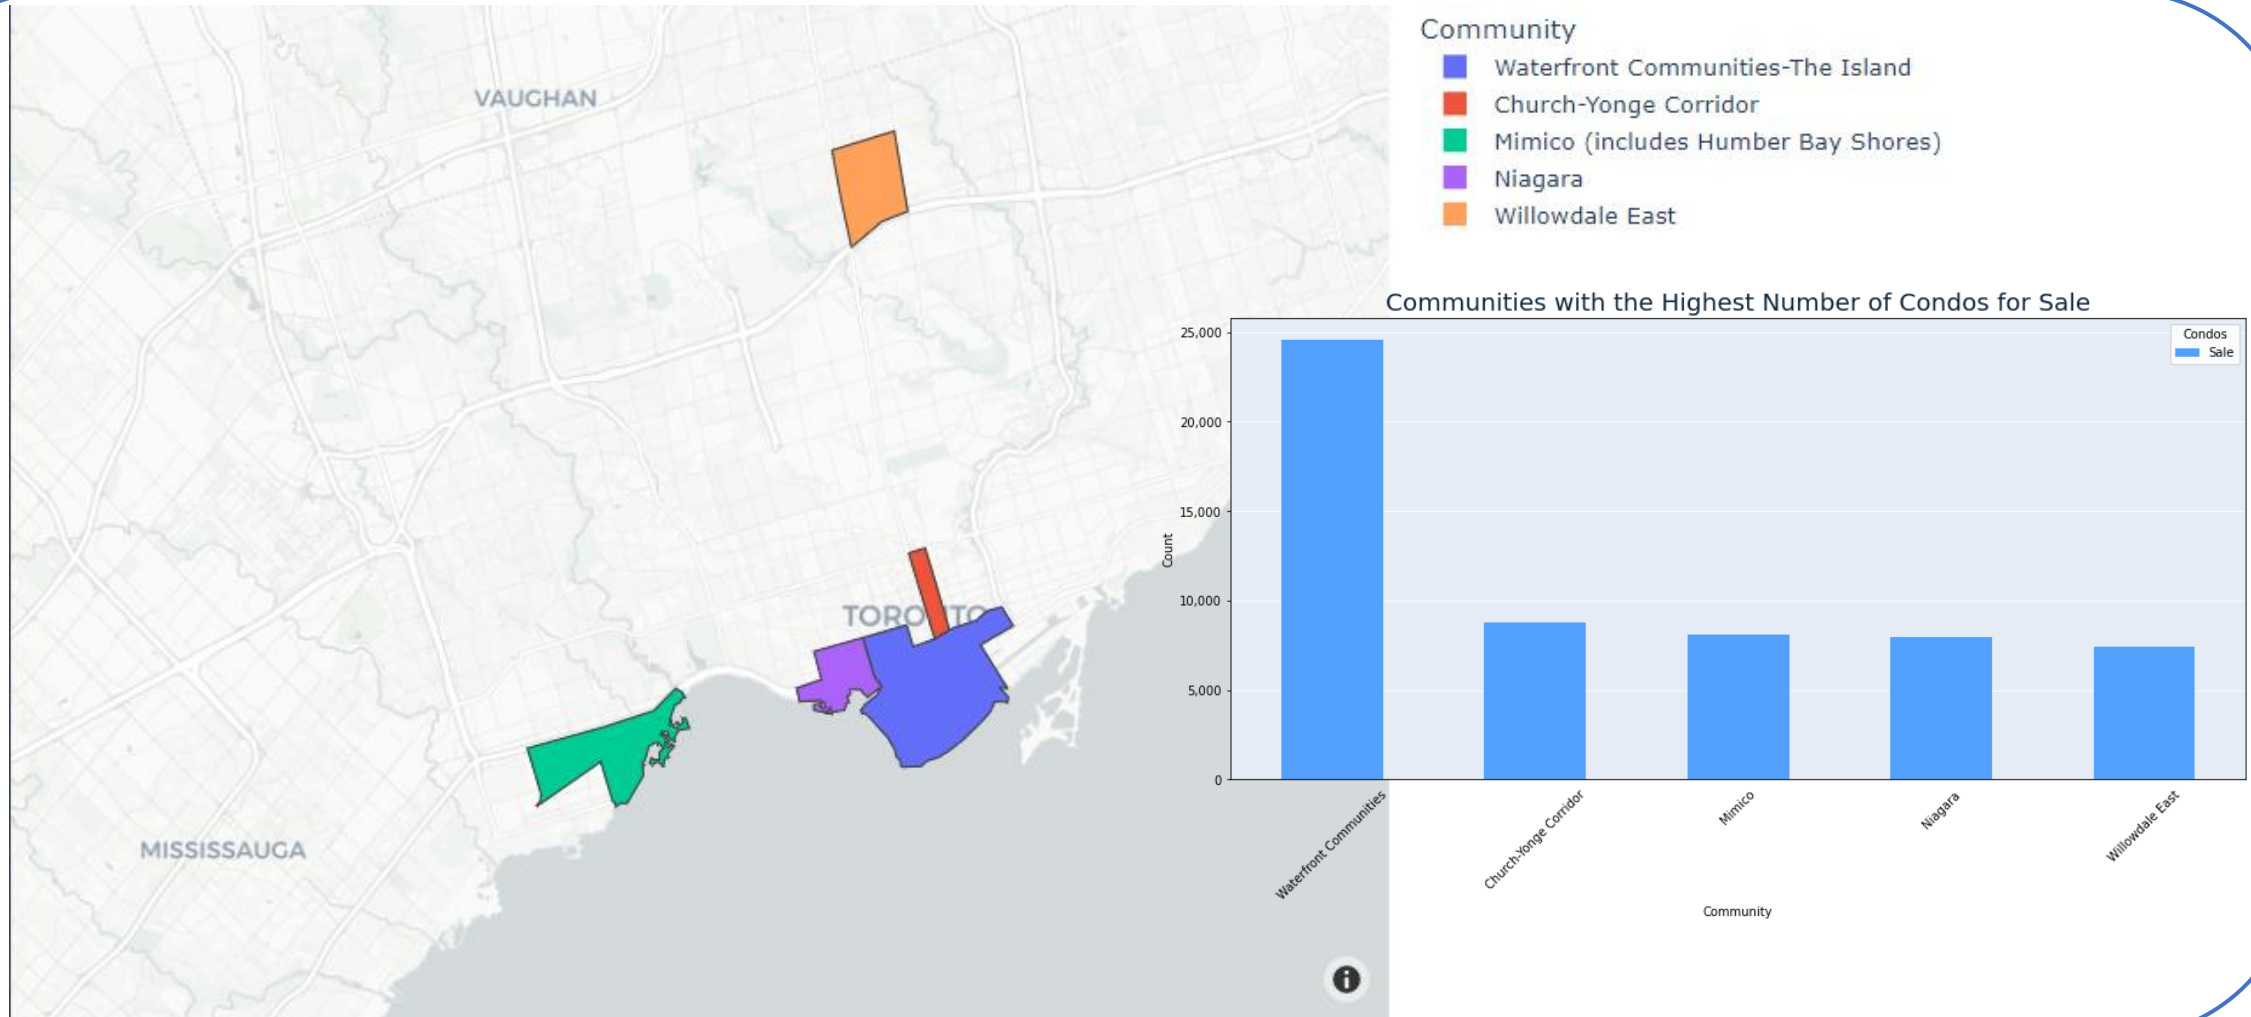 VAUGHAN
TORONTO
MISSISSAUGA
Community
Waterfront Communities-The Island
Church-Yonge Corridor
Mimico (includes Humber Bay Shores)
Niagara
Willowdale East
Communities with the Highest Number of Condos for Sale
Condos
Sale
25,000
20,000
15,000
10,000
5,000
0
Count
Waterfront Communities
Church-Yonge Corridor
Mimico
Niagara
Willowdale East
Community
i